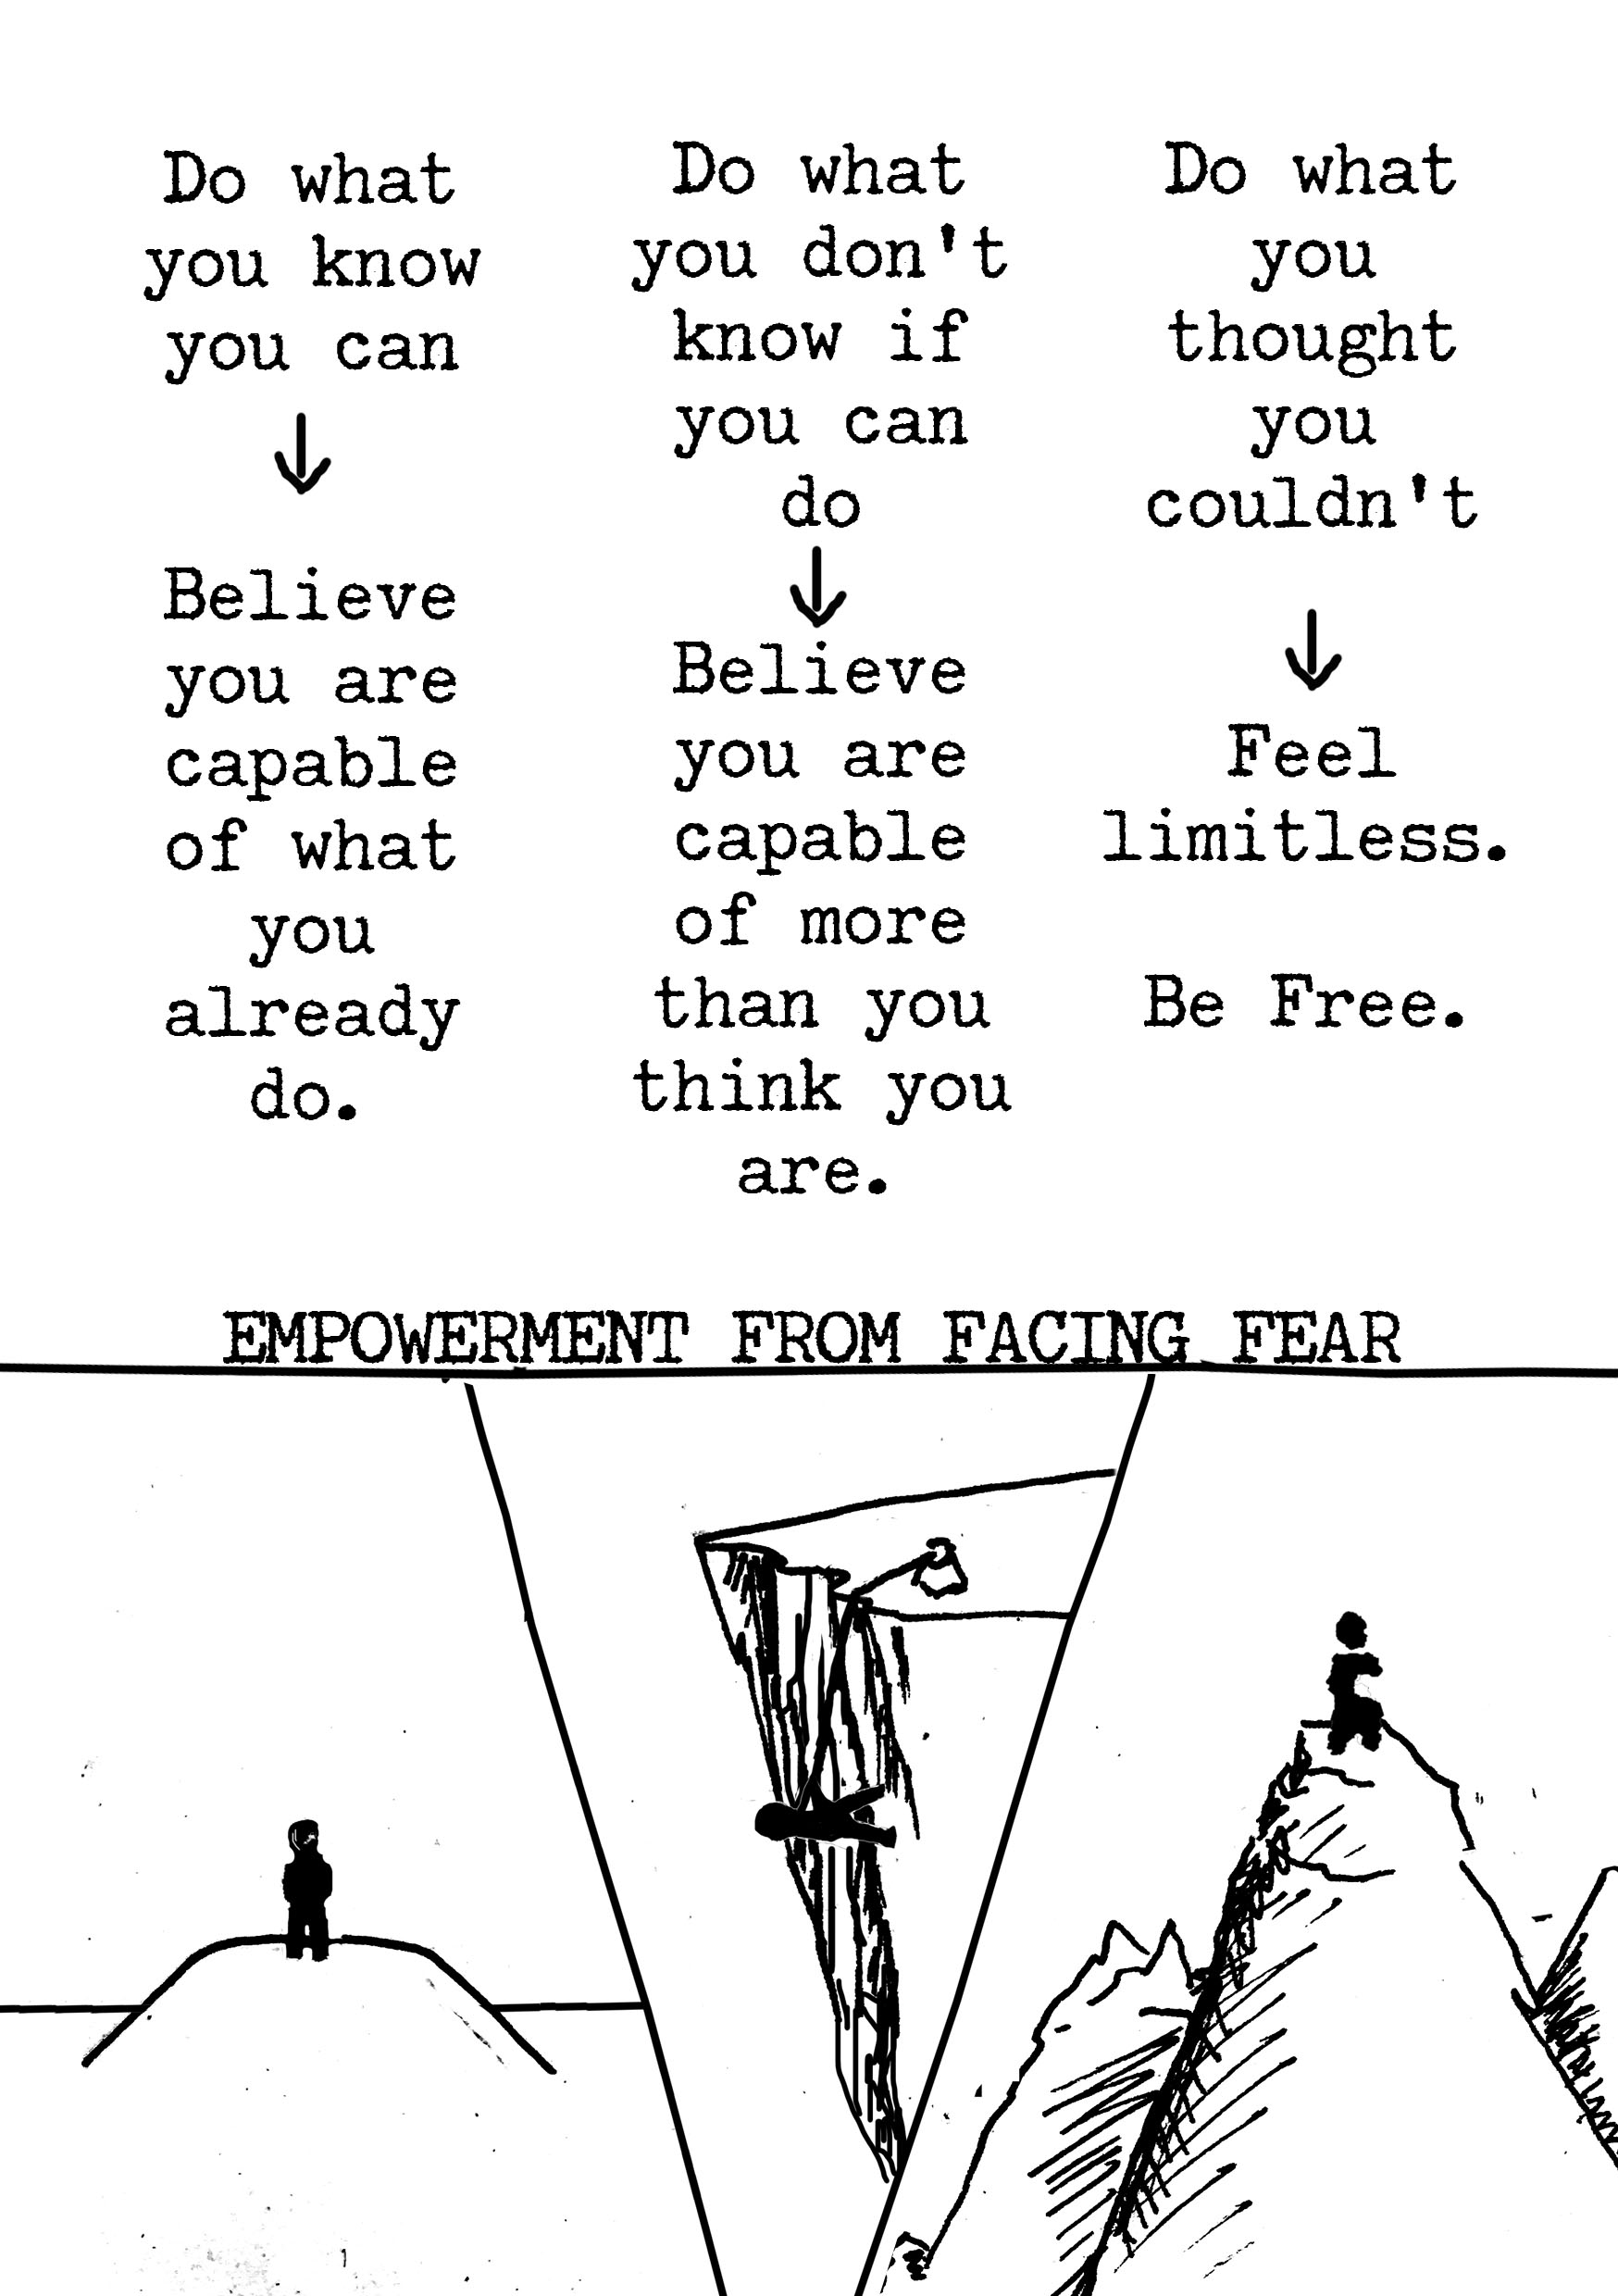 Do what
you know
you can
Believe
you are
capable
of what
you
already
do.
Do what
you don't
know if
you can
do
Believe
you are
capable
of more
than you
think you
are.
Do what
you
thought
you
couldn't
Feel
limitless.
Be Free.
EMPOWERMENT FROM FACING FEAR